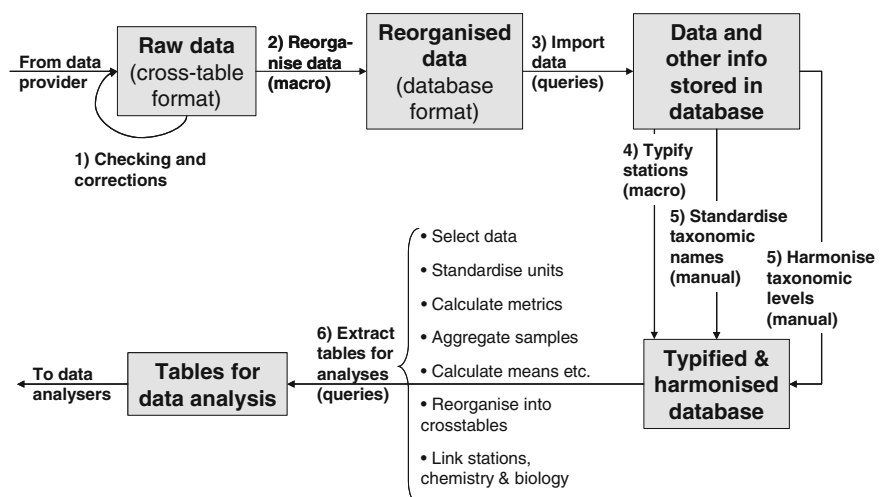 From data
provider
Raw data
(cross-table
format)
1) Checking and
corrections
2) Reorga-
nise data
(macro)
Reorganised
data
(database
format)
3) Import
data
(queries)
Data and
other info
stored in
database
4) Typify
stations
(macro)
5) Standardise
taxonomic
names
(manual)
5) Harmonise
taxonomic
levels
(manual)
Typified &
harmonised
database
• Select data
• Standardise units
• Calculate metrics
• Aggregate samples
• Calculate means etc.
• Reorganise into
crosstables
• Link stations,
chemistry & biology
6) Extract
tables for
analyses
(queries)
Tables for
data analysis
To data
analysers